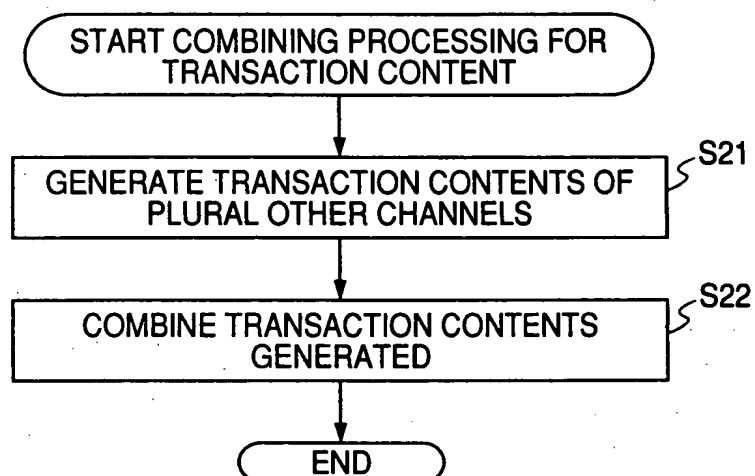 START COMBINING PROCESSING FOR
TRANSACTION CONTENT
S21
GENERATE TRANSACTION CONTENTS OF
PLURAL OTHER CHANNELS
S22
COMBINE TRANSACTION CONTENTS
GENERATED
END